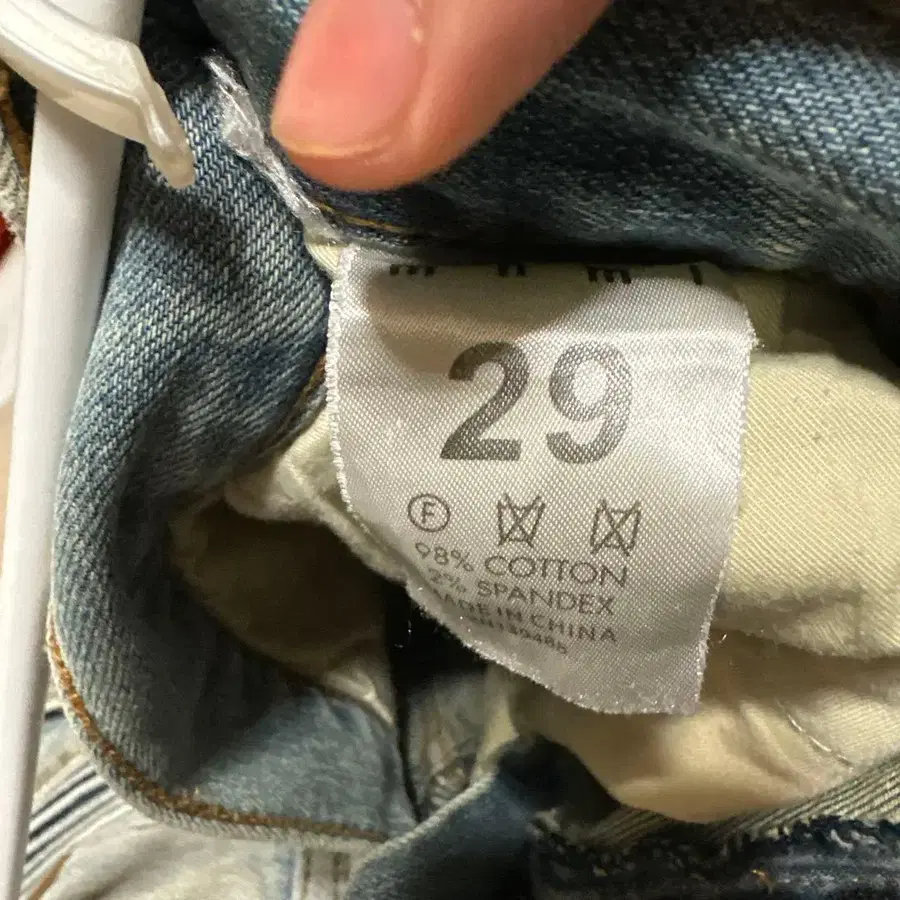 29
F
98% COTTON
2% SPANDEX
MADE IN CHINA